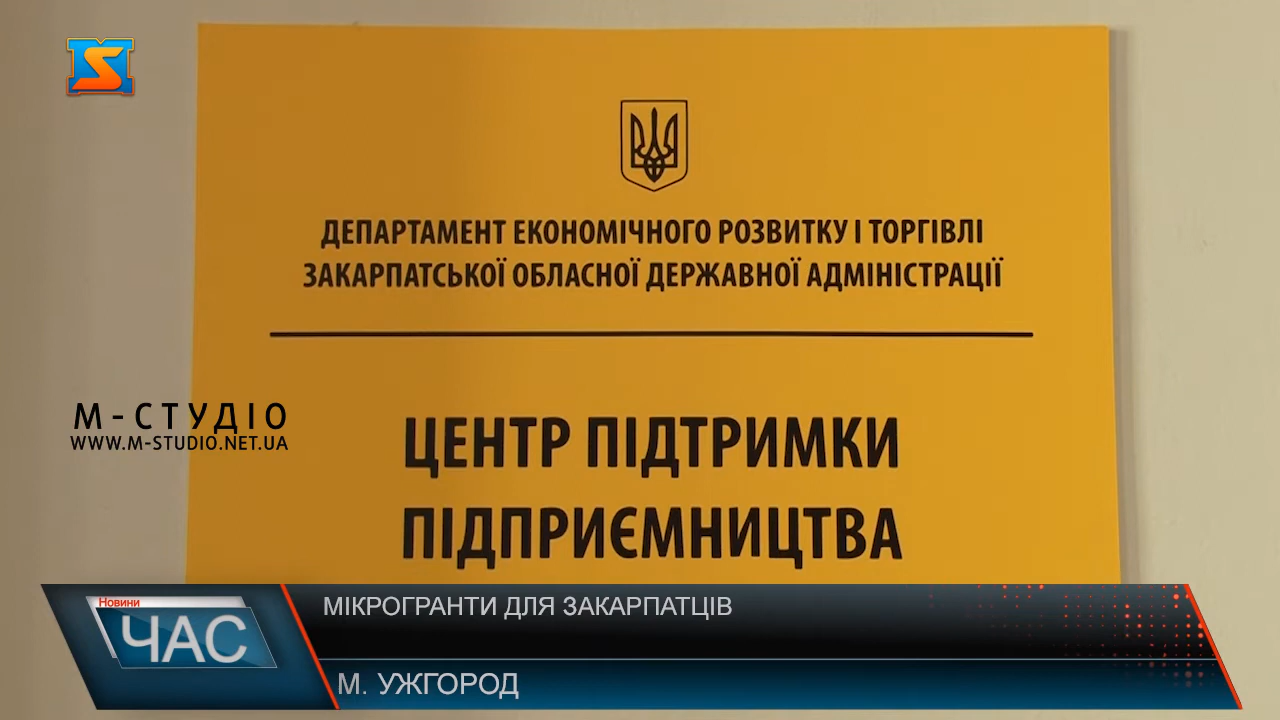 ДЕПАРТАМЕНТ ЕКОНОМІЧНОГО РОЗВИТКУ І ТОРГІВЛІ
ЗАКАРПАТСЬКОЇ ОБЛАСНОЇ ДЕРЖАВНОЇ АДМІНІСТРАЦІЇ
М-СТУДІО
WWW.M-STUDIO.NET.UA
ЦЕНТР ПІДТРИМКИ
ПІДПРИЄМНИЦТВА
Новини
ЧАС
МІКРОГРАНТИ ДЛЯ ЗАКАРПАТЦІВ
М. УЖГОРОД